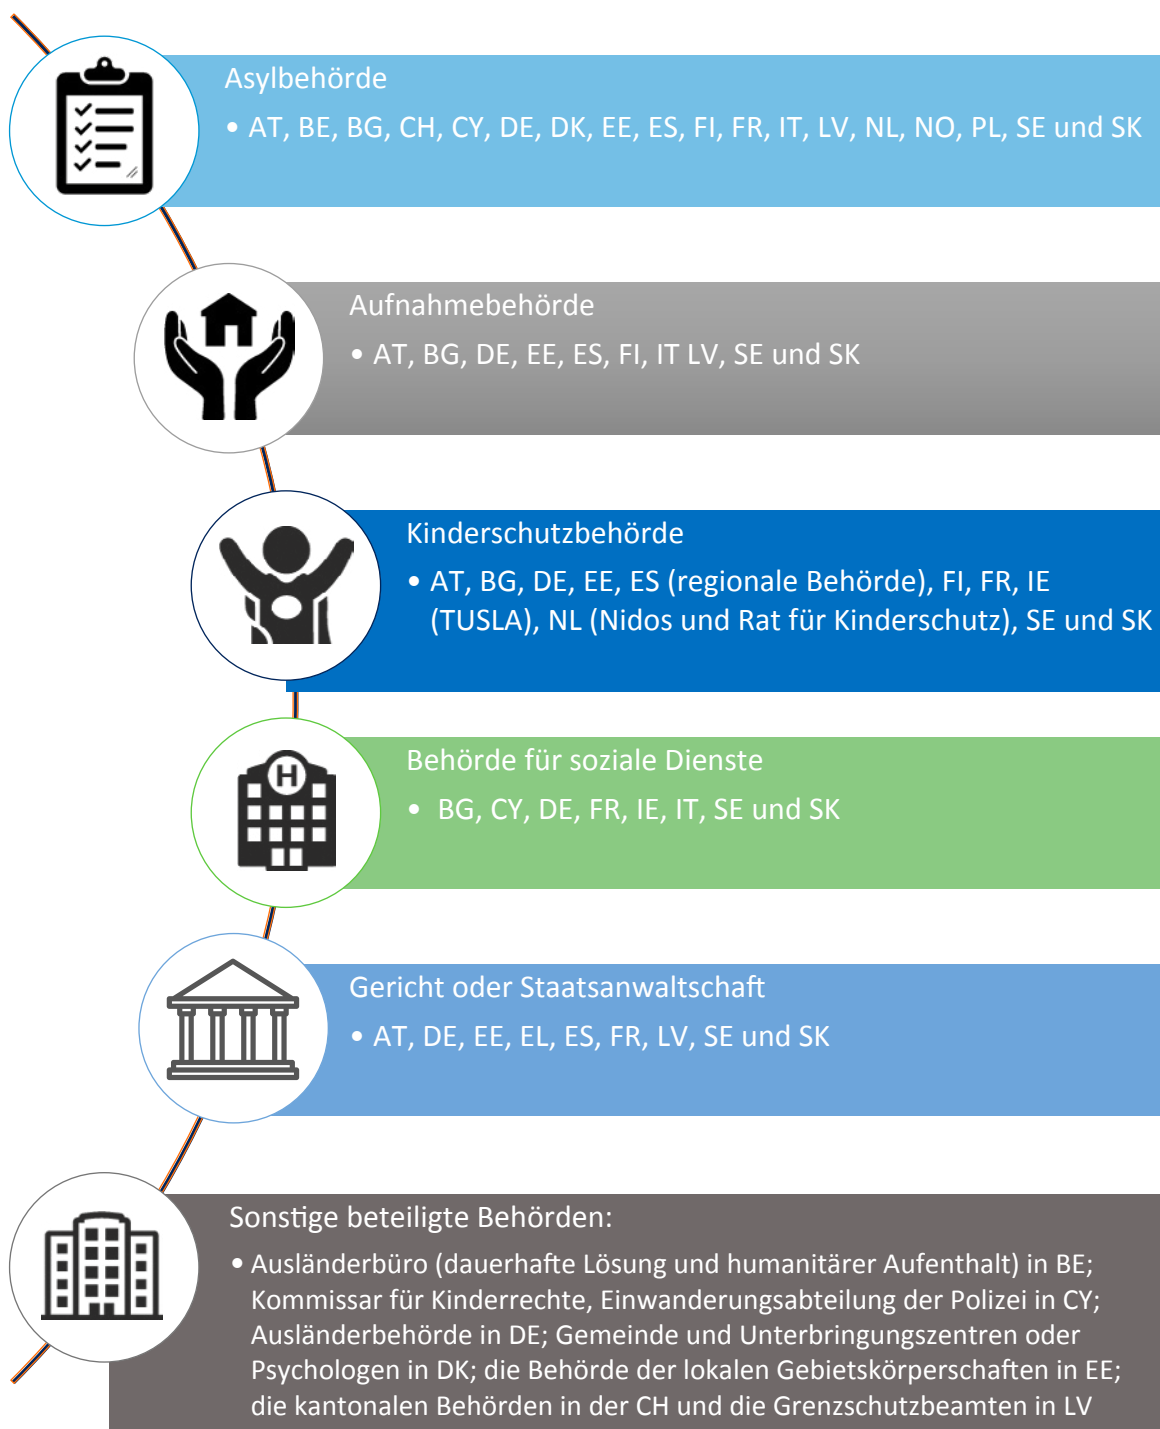 Asylbehörde
• AT, BE, BG, CH, CY, DE, DK, EE, ES, FI, FR, IT, LV, NL, NO, PL, SE und SK
Aufnahmebehörde
• AT, BG, DE, EE, ES, FI, IT LV, SE und SK
Kinderschutzbehörde
• AT, BG, DE, EE, ES (regionale Behörde), FI, FR, IE
(TUSLA), NL (Nidos und Rat für Kinderschutz), SE und SK
H
Behörde für soziale Dienste
• BG, CY, DE, FR, IE, IT, SE und SK
Gericht oder Staatsanwaltschaft
• AT, DE, EE, EL, ES, FR, LV, SE und SK
Sonstige beteiligte Behörden:
• Ausländerbüro (dauerhafte Lösung und humanitärer Aufenthalt) in BE;
Kommissar für Kinderrechte, Einwanderungsabteilung der Polizei in CY;
Ausländerbehörde in DE; Gemeinde und Unterbringungszentren oder
Psychologen in DK; die Behörde der lokalen Gebietskörperschaften in EE;
die kantonalen Behörden in der CH und die Grenzschutzbeamten in LV